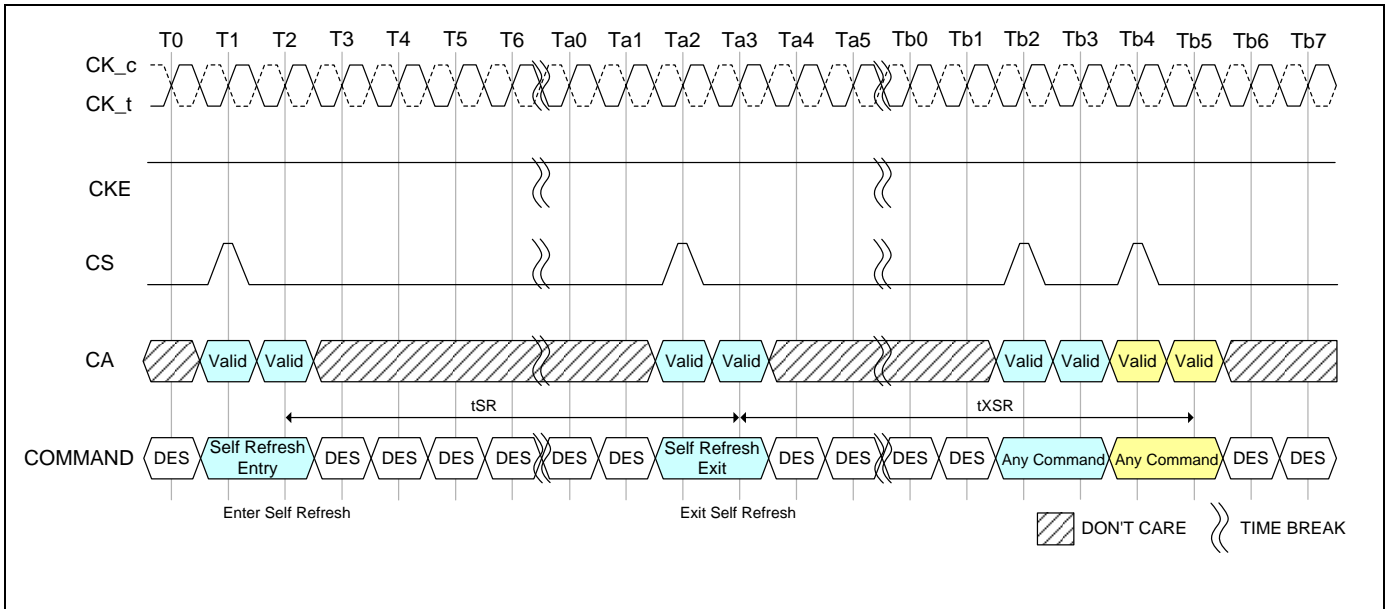 T0 T1 T2 T3 T4 T5 T6 Ta0 Ta1 Ta2 Ta3 Ta4 Ta5 Tb0 Tb1 Tb2 Tb3 Tb4 Tb5 Tb6 Tb7
CK_c
CK_t
CKE
CS
CA Valid Valid Valid Valid Valid Valid Valid Valid
tSR tXSR
COMMAND DES Self Refresh Entry DES DES DES DES DES DES Self Refresh Exit DES DES DES DES Any Command Any Command DES DES
Enter Self Refresh Exit Self Refresh
DON'T CARE TIME BREAK